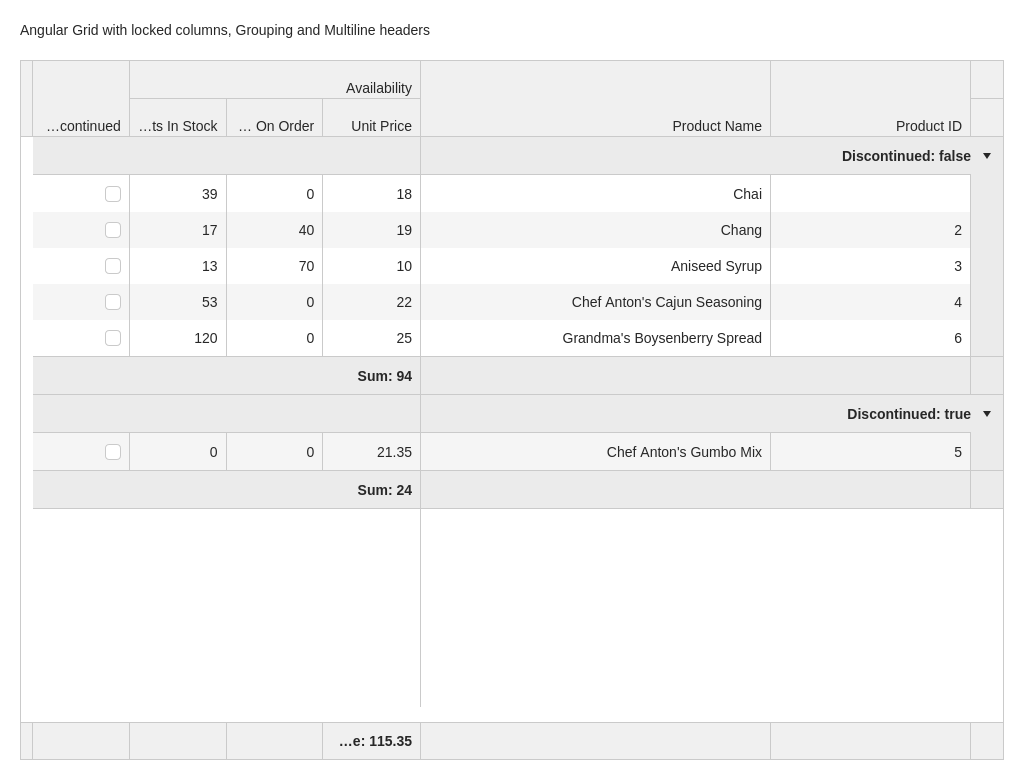 Angular Grid with locked columns, Grouping and Multiline headers
Availability
…continued …ts In Stock … On Order Unit Price Product Name Product ID
Discontinued: false
39 0 18 Chai
17 40 19 Chang 2
13 70 10 Aniseed Syrup 3
53 0 22 Chef Anton's Cajun Seasoning 4
120 0 25 Grandma's Boysenberry Spread 6
Sum: 94
Discontinued: true
0 0 21.35 Chef Anton's Gumbo Mix 5
Sum: 24
…e: 115.35